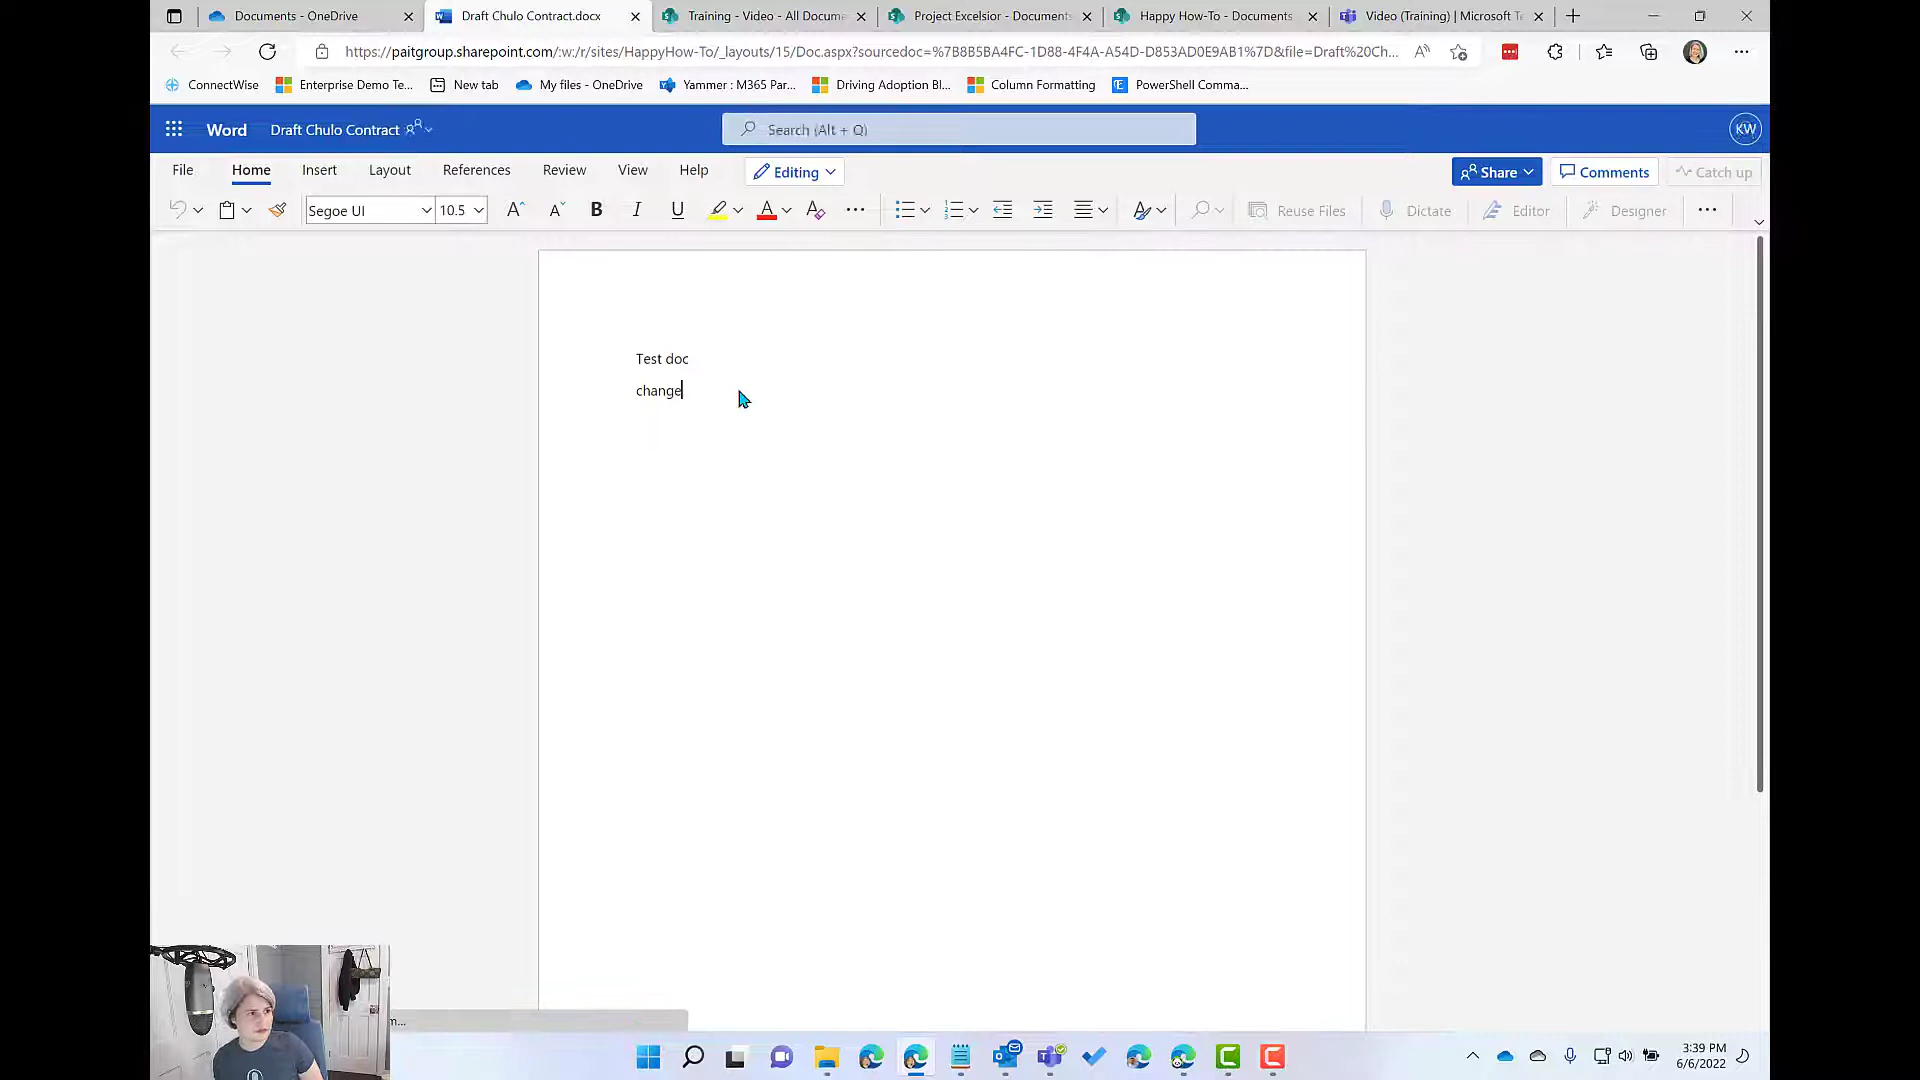 Documents - OneDrive
Draft Chulo Contract.docx
Training - Video - All Docume
Project Excelsior - Documents
Happy How-To - Documents
Video (Training) | Microsoft Te
https://paitgroup.sharepoint.com/:w:/r/sites/HappyHow-To/_layouts/15/Doc.aspx?sourcedoc=%7B8B5BA4FC-1D88-4F4A-A54D-D853AD0E9AB1%7D&file=Draft%20Ch...
ConnectWise
Enterprise Demo Te...
New tab
My files - OneDrive
Yammer : M365 Par...
Driving Adoption Bl...
Column Formatting
PowerShell Comma...
Word
Draft Chulo Contract
Search (Alt + Q)
KW
File
Home
Insert
Layout
References
Review
View
Help
Editing
Share
Comments
Catch up
Segoe UI
10.5
Reuse Files
Dictate
Editor
Designer
Test doc
change
m...
3:39 PM
6/6/2022